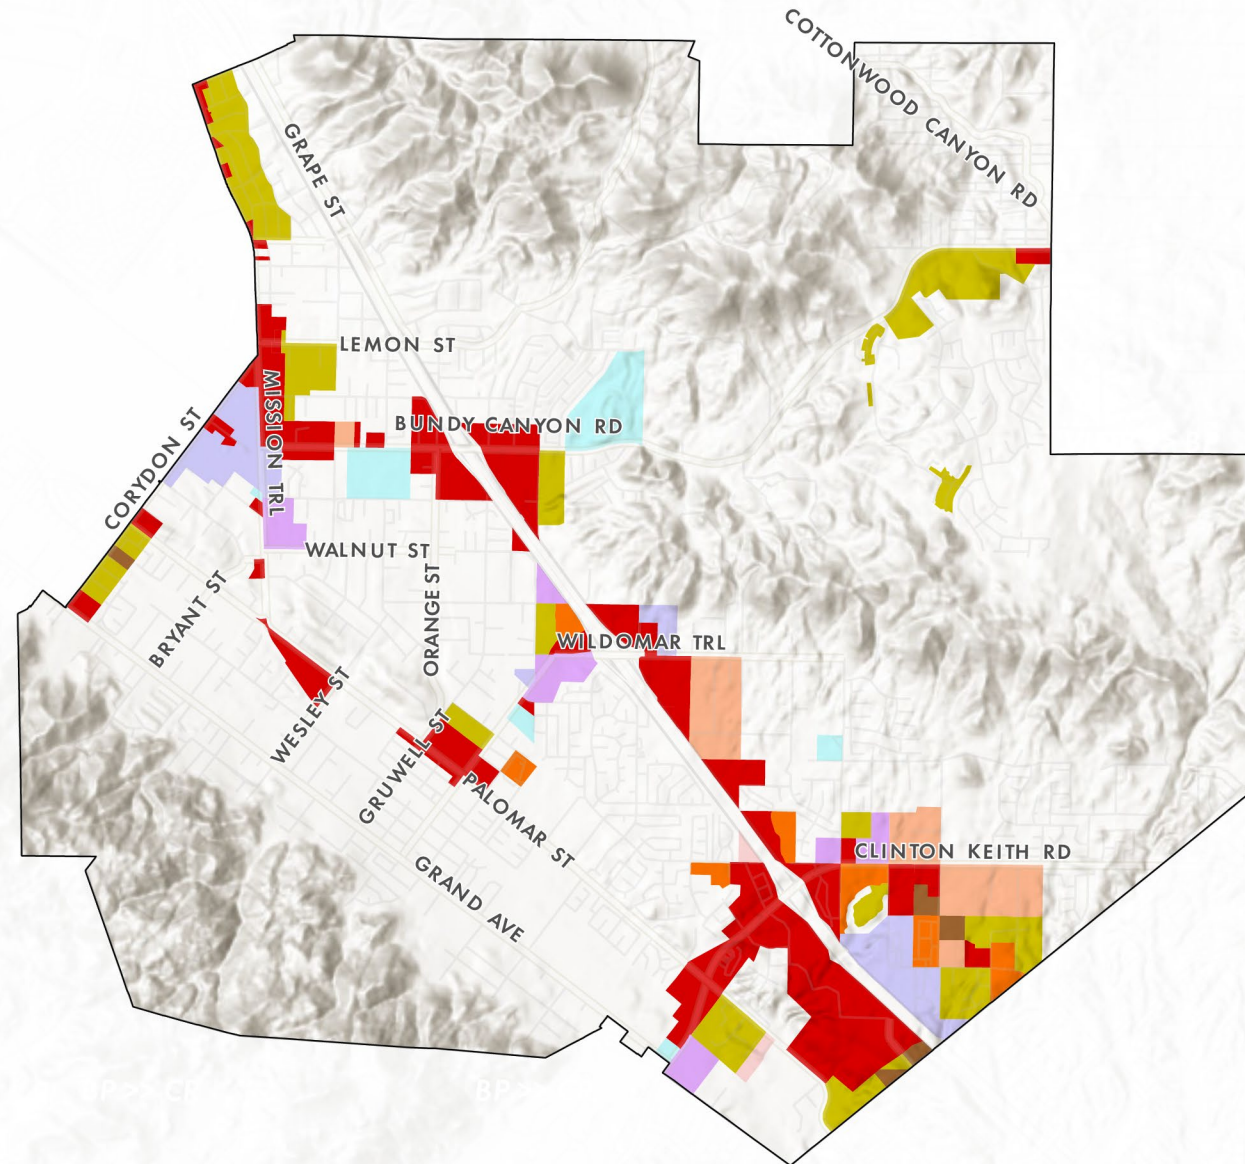 COTTONWOOD CANYON RD
GRAPE ST
LEMON ST
MISSION TRL
BUNDY CANYON RD
CORYDON ST
WALNUT ST
ORANGE ST
BRYANT ST
WILDOMAR TRL
WESLEY ST
GRUWELL ST
PALOMAR ST
CLINTON KEITH RD
GRAND AVE